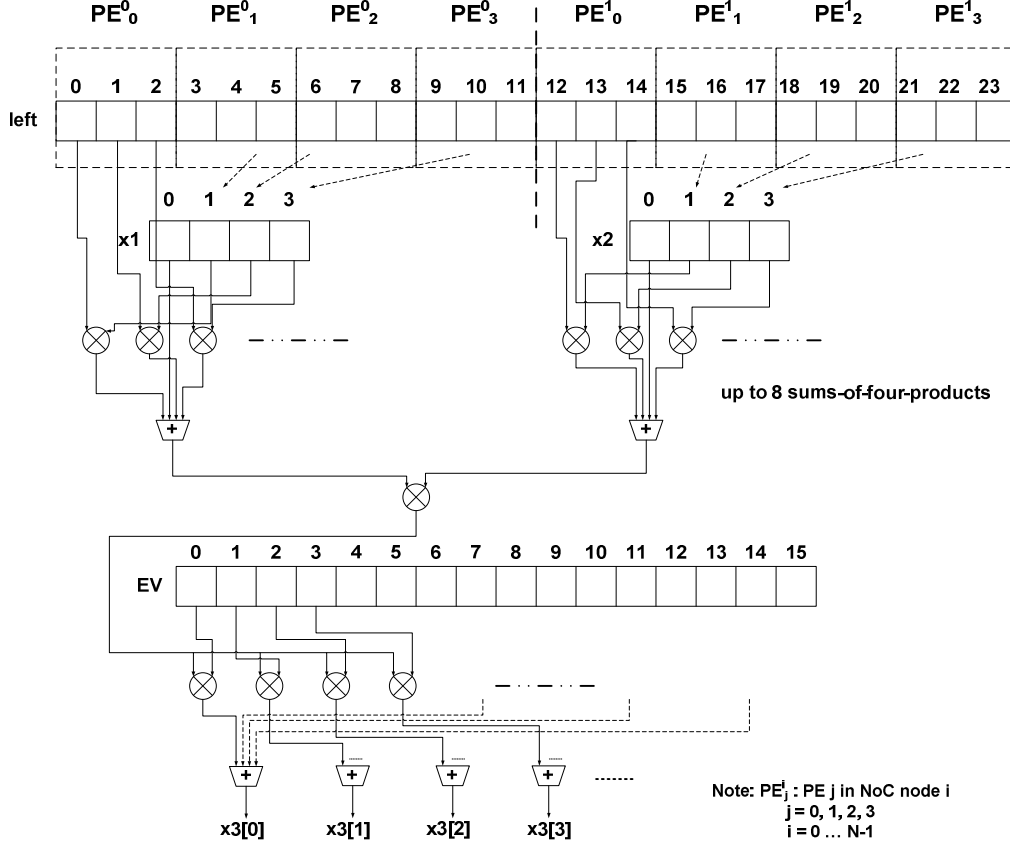 PE⁰₀ PE⁰₁ PE⁰₂ PE⁰₃ PE¹₀ PE¹₁ PE¹₂ PE¹₃
0 1 2 3 4 5 6 7 8 9 10 11 12 13 14 15 16 17 18 19 20 21 22 23
left
0 1 2 3 0 1 2 3
x1 x2
up to 8 sums-of-four-products
+ +
0 1 2 3 4 5 6 7 8 9 10 11 12 13 14 15
EV
+ + + +
x3[0] x3[1] x3[2] x3[3]
Note: PEⁱⱼ : PE j in NoC node i
j = 0, 1, 2, 3
i = 0 ... N-1